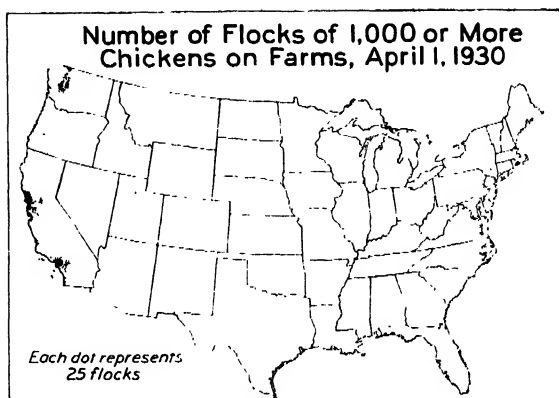 Number of Flocks of 1,000 or More
Chickens on Farms, April 1, 1930
Each dot represents
25 flocks